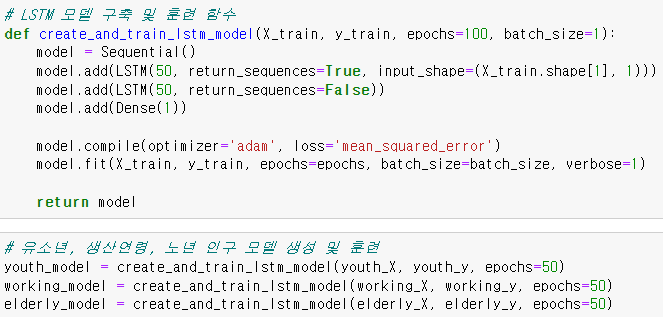 # LSTM 모델 구축 및 훈련 함수
def create_and_train_lstm_model(X_train, y_train, epochs=100, batch_size=1):
    model = Sequential()
    model.add(LSTM(50, return_sequences=True, input_shape=(X_train.shape[1], 1)))
    model.add(LSTM(50, return_sequences=False))
    model.add(Dense(1))

    model.compile(optimizer='adam', loss='mean_squared_error')
    model.fit(X_train, y_train, epochs=epochs, batch_size=batch_size, verbose=1)

    return model

# 유소년, 생산연령, 노년 인구 모델 생성 및 훈련
youth_model = create_and_train_lstm_model(youth_X, youth_y, epochs=50)
working_model = create_and_train_lstm_model(working_X, working_y, epochs=50)
elderly_model = create_and_train_lstm_model(elderly_X, elderly_y, epochs=50)